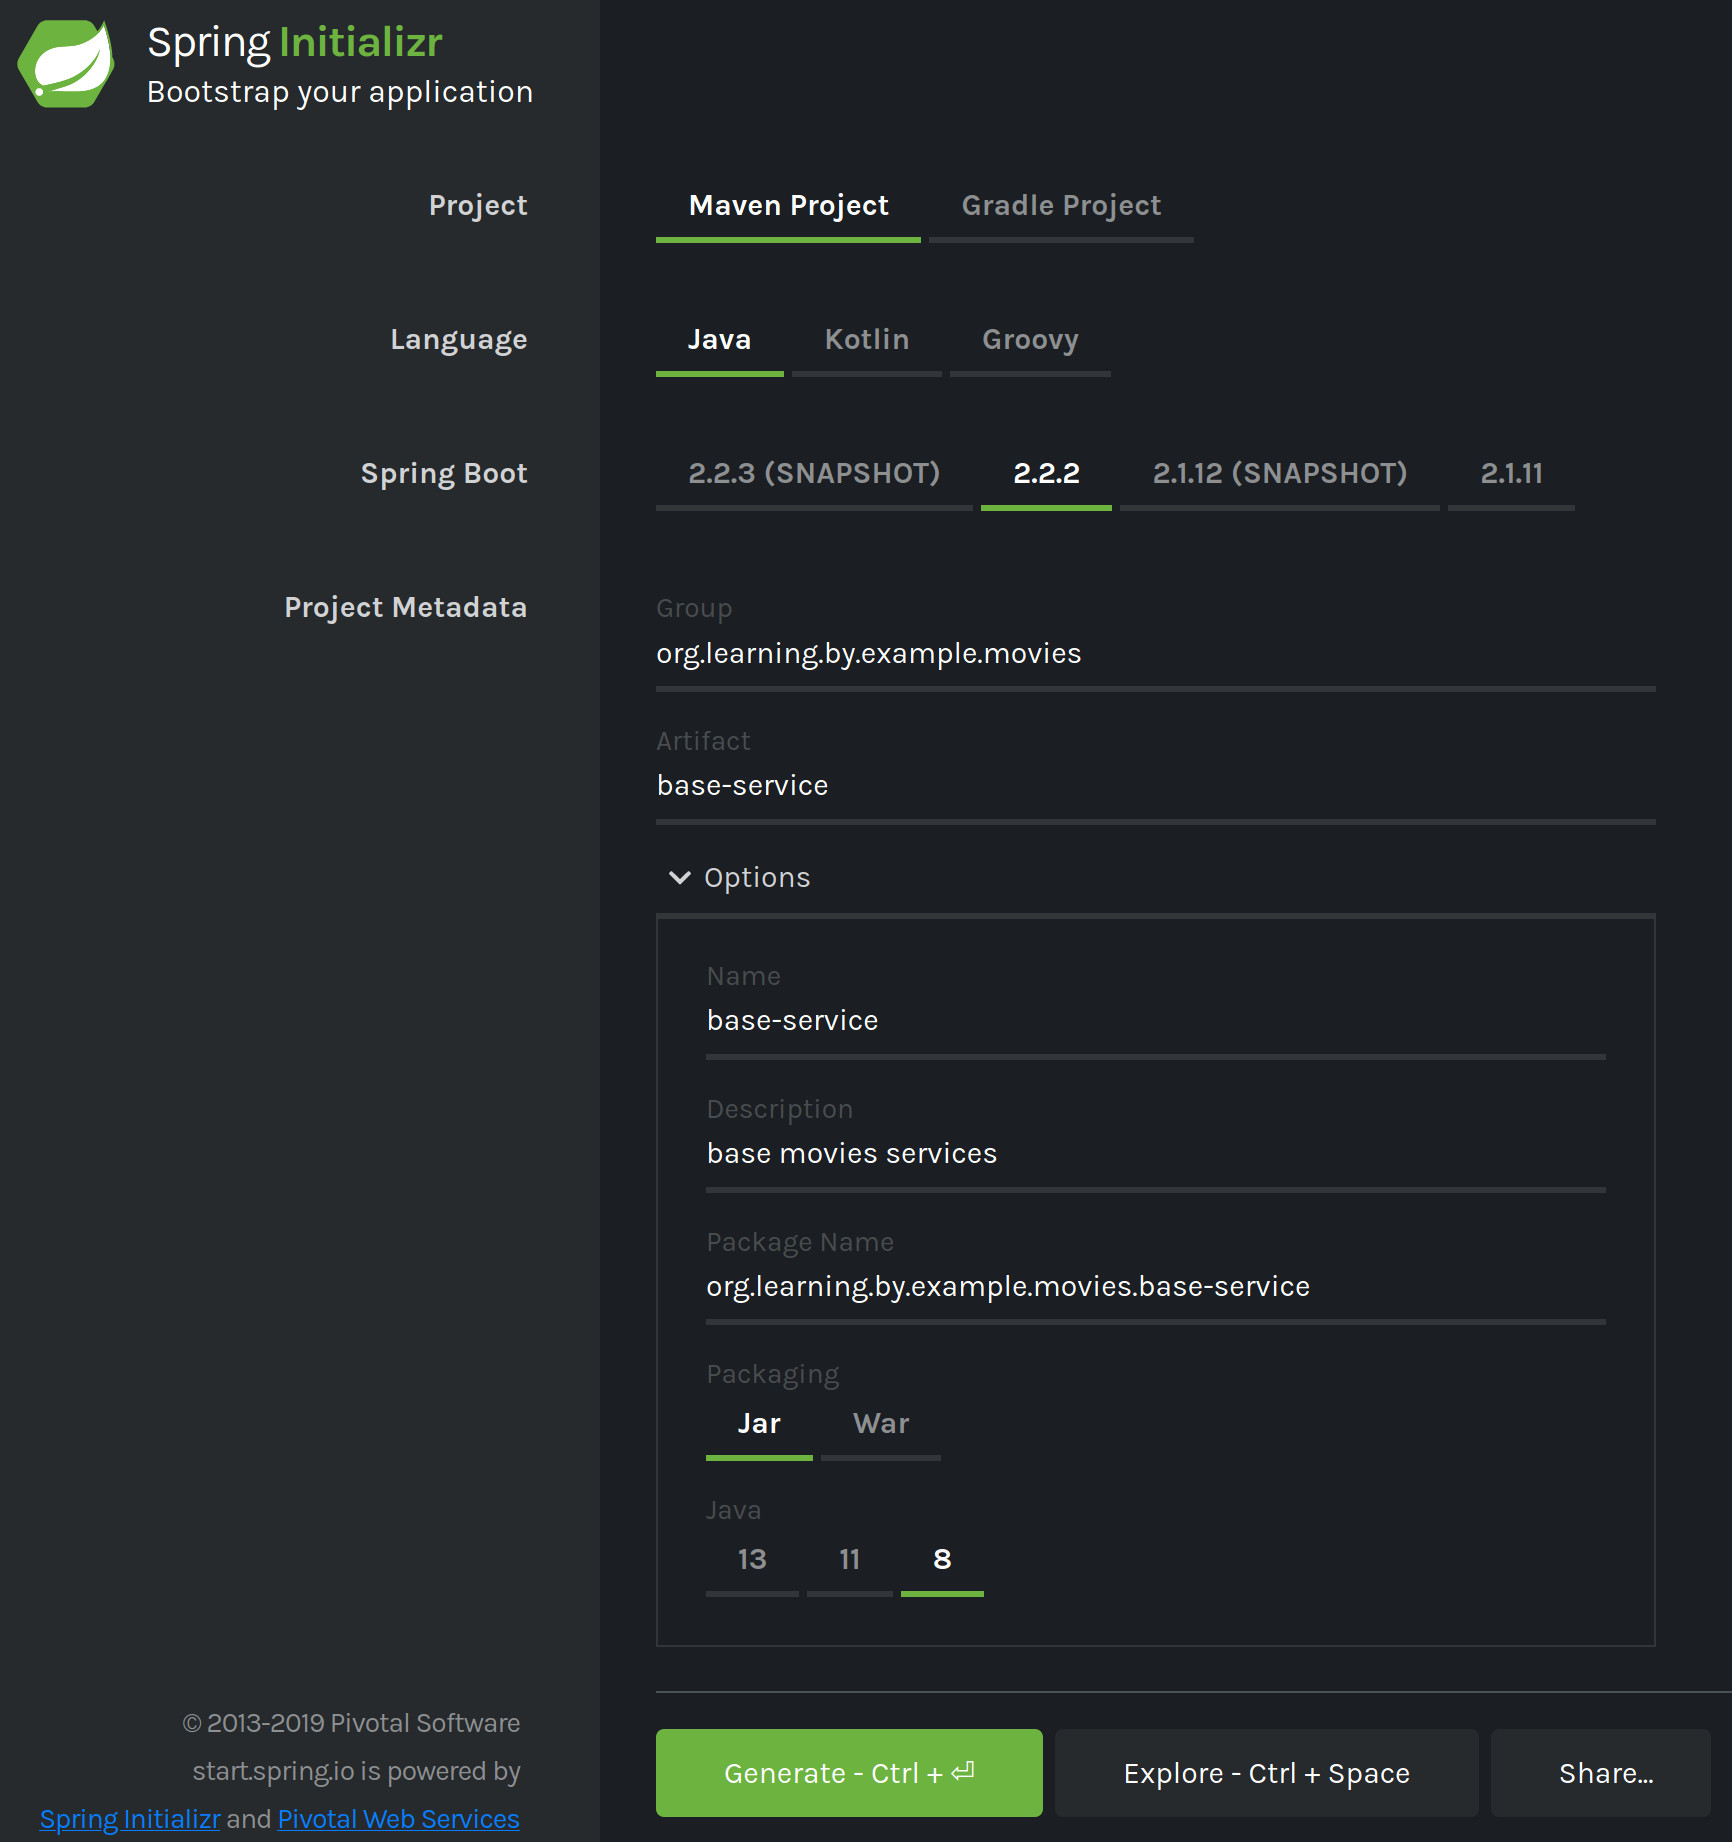 Spring Initializr
Bootstrap your application
Project
Maven Project Gradle Project
Language
Java Kotlin Groovy
Spring Boot
2.2.3 (SNAPSHOT) 2.2.2 2.1.12 (SNAPSHOT) 2.1.11
Project Metadata
Group
org.learning.by.example.movies
Artifact
base-service
Options
Name
base-service
Description
base movies services
Package Name
org.learning.by.example.movies.base-service
Packaging
Jar War
Java
13 11 8
© 2013-2019 Pivotal Software
start.spring.io is powered by
Spring Initializr and Pivotal Web Services
Generate - Ctrl + ⏎ Explore - Ctrl + Space Share...